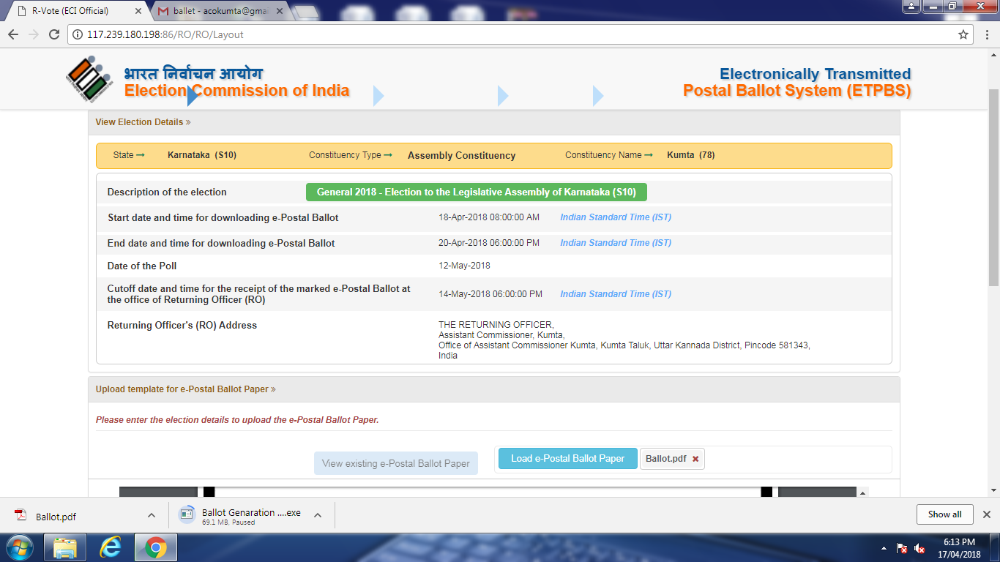 R-Vote (ECI Official)
ballet - acokumta@gmai
117.239.180.198:86/RO/RO/Layout
भारत निर्वाचन आयोग
Election Commission of India
Electronically Transmitted
Postal Ballot System (ETPBS)
View Election Details »
State → Karnataka (S10) Constituency Type → Assembly Constituency Constituency Name → Kumta (78)
Description of the election General 2018 - Election to the Legislative Assembly of Karnataka (S10)
Start date and time for downloading e-Postal Ballot 18-Apr-2018 08:00:00 AM Indian Standard Time (IST)
End date and time for downloading e-Postal Ballot 20-Apr-2018 06:00:00 PM Indian Standard Time (IST)
Date of the Poll 12-May-2018
Cutoff date and time for the receipt of the marked e-Postal Ballot at
the office of Returning Officer (RO) 14-May-2018 06:00:00 PM Indian Standard Time (IST)
Returning Officer's (RO) Address THE RETURNING OFFICER,
Assistant Commissioner, Kumta,
Office of Assistant Commissioner Kumta, Kumta Taluk, Uttar Kannada District, Pincode 581343,
India
Upload template for e-Postal Ballot Paper »
Please enter the election details to upload the e-Postal Ballot Paper.
View existing e-Postal Ballot Paper Load e-Postal Ballot Paper Ballot.pdf ×
Ballot.pdf
Ballot Genaration ....exe
69.1 MB, Paused
Show all
6:13 PM
17/04/2018